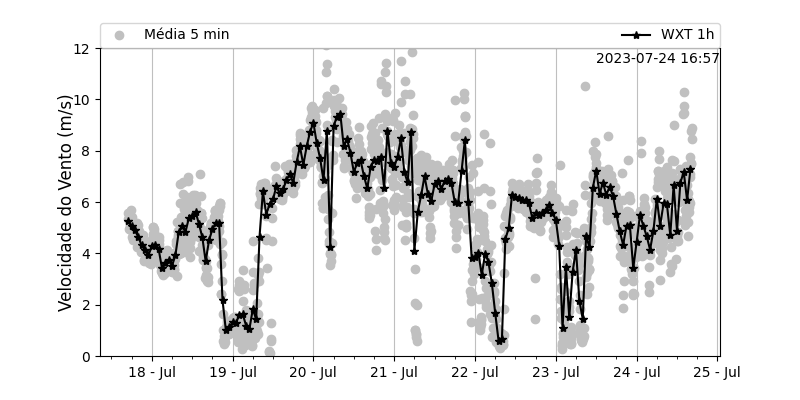 Média 5 min
WXT 1h
2023-07-24 16:57
Velocidade do Vento (m/s)
12
10
8
6
4
2
0
18 - Jul
19 - Jul
20 - Jul
21 - Jul
22 - Jul
23 - Jul
24 - Jul
25 - Jul